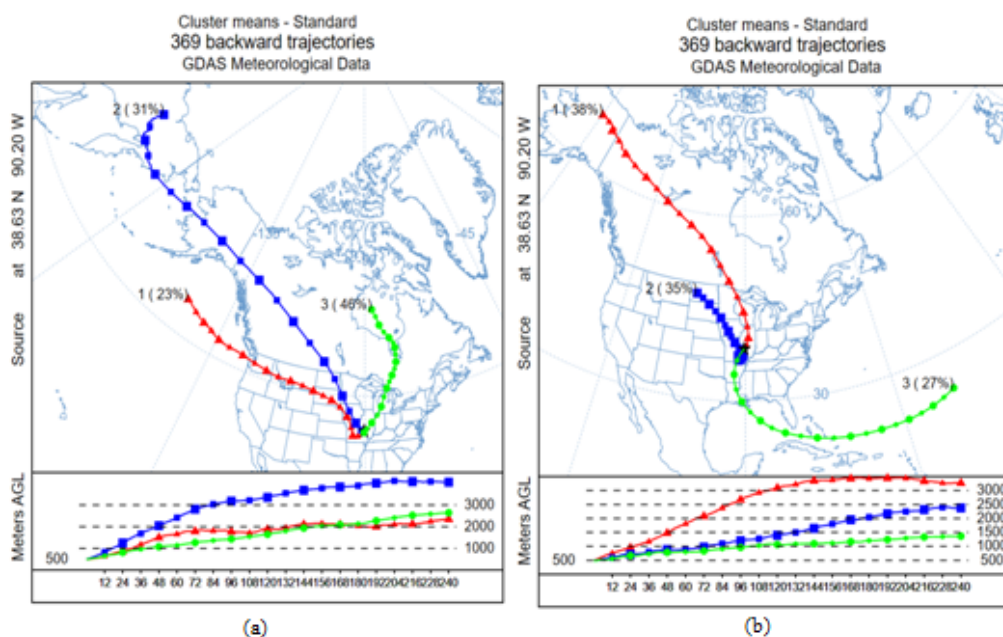 Cluster means - Standard
369 backward trajectories
GDAS Meteorological Data
Source at 38.63 N 90.20 W
2 ( 31%)
1 ( 23%)
3 ( 46%)
-45
Meters AGL
500
3000
2000
1000
12 24 36 48 60 72 84 96 108 120 132 144 156 168 180 192 204 216 228 240
(a)
Cluster means - Standard
369 backward trajectories
GDAS Meteorological Data
Source at 38.63 N 90.20 W
1 ( 38%)
60
2 ( 35%)
30
3 ( 27%)
Meters AGL
500
3000
2500
2000
1500
1000
500
12 24 36 48 60 72 84 96 108 120 132 144 156 168 180 192 204 216 228 240
(b)